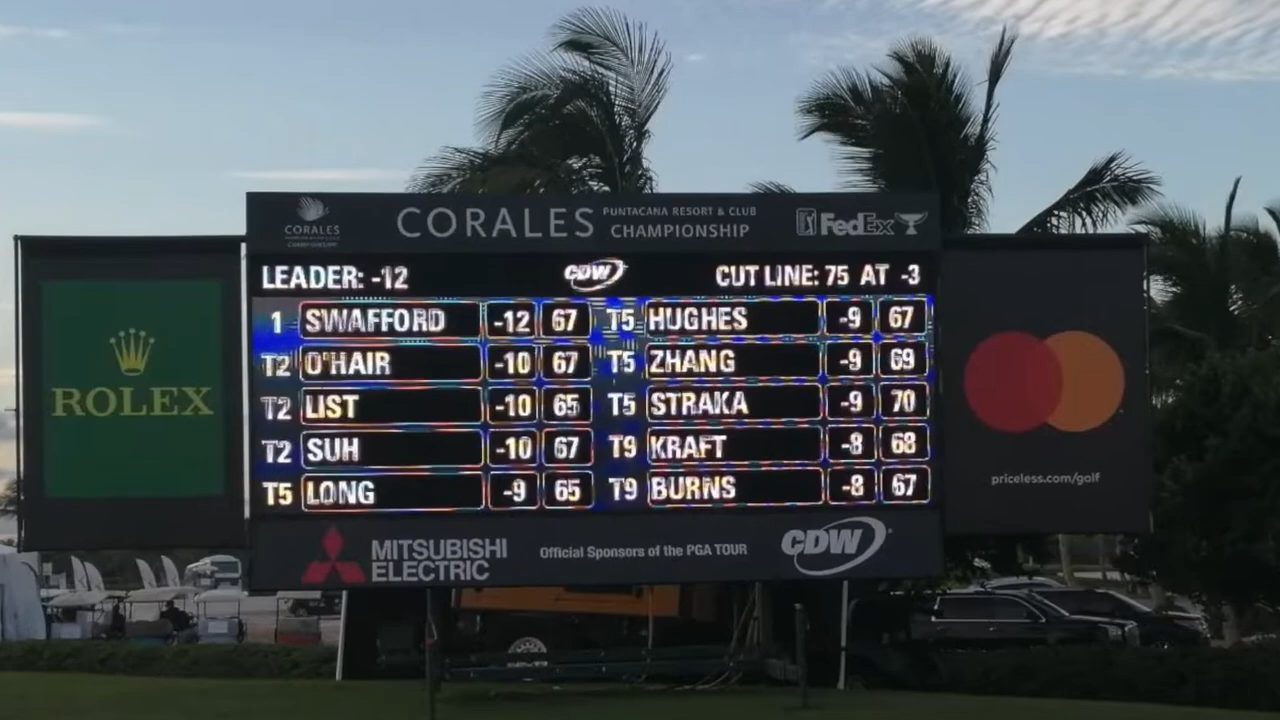 CORALES
CHAMPIONSHIP
CORALES PUNTACANA RESORT & CLUB CHAMPIONSHIP
FedEx
LEADER: -12 CDW CUT LINE: 75 AT -3
1 SWAFFORD -12 67 T5 HUGHES -9 67
T2 O'HAIR -10 67 T5 ZHANG -9 69
T2 LIST -10 65 T5 STRAKA -9 70
T2 SUH -10 67 T9 KRAFT -8 68
T5 LONG -9 65 T9 BURNS -8 67
MITSUBISHI ELECTRIC
Official Sponsors of the PGA TOUR
CDW
ROLEX
priceless.com/golf